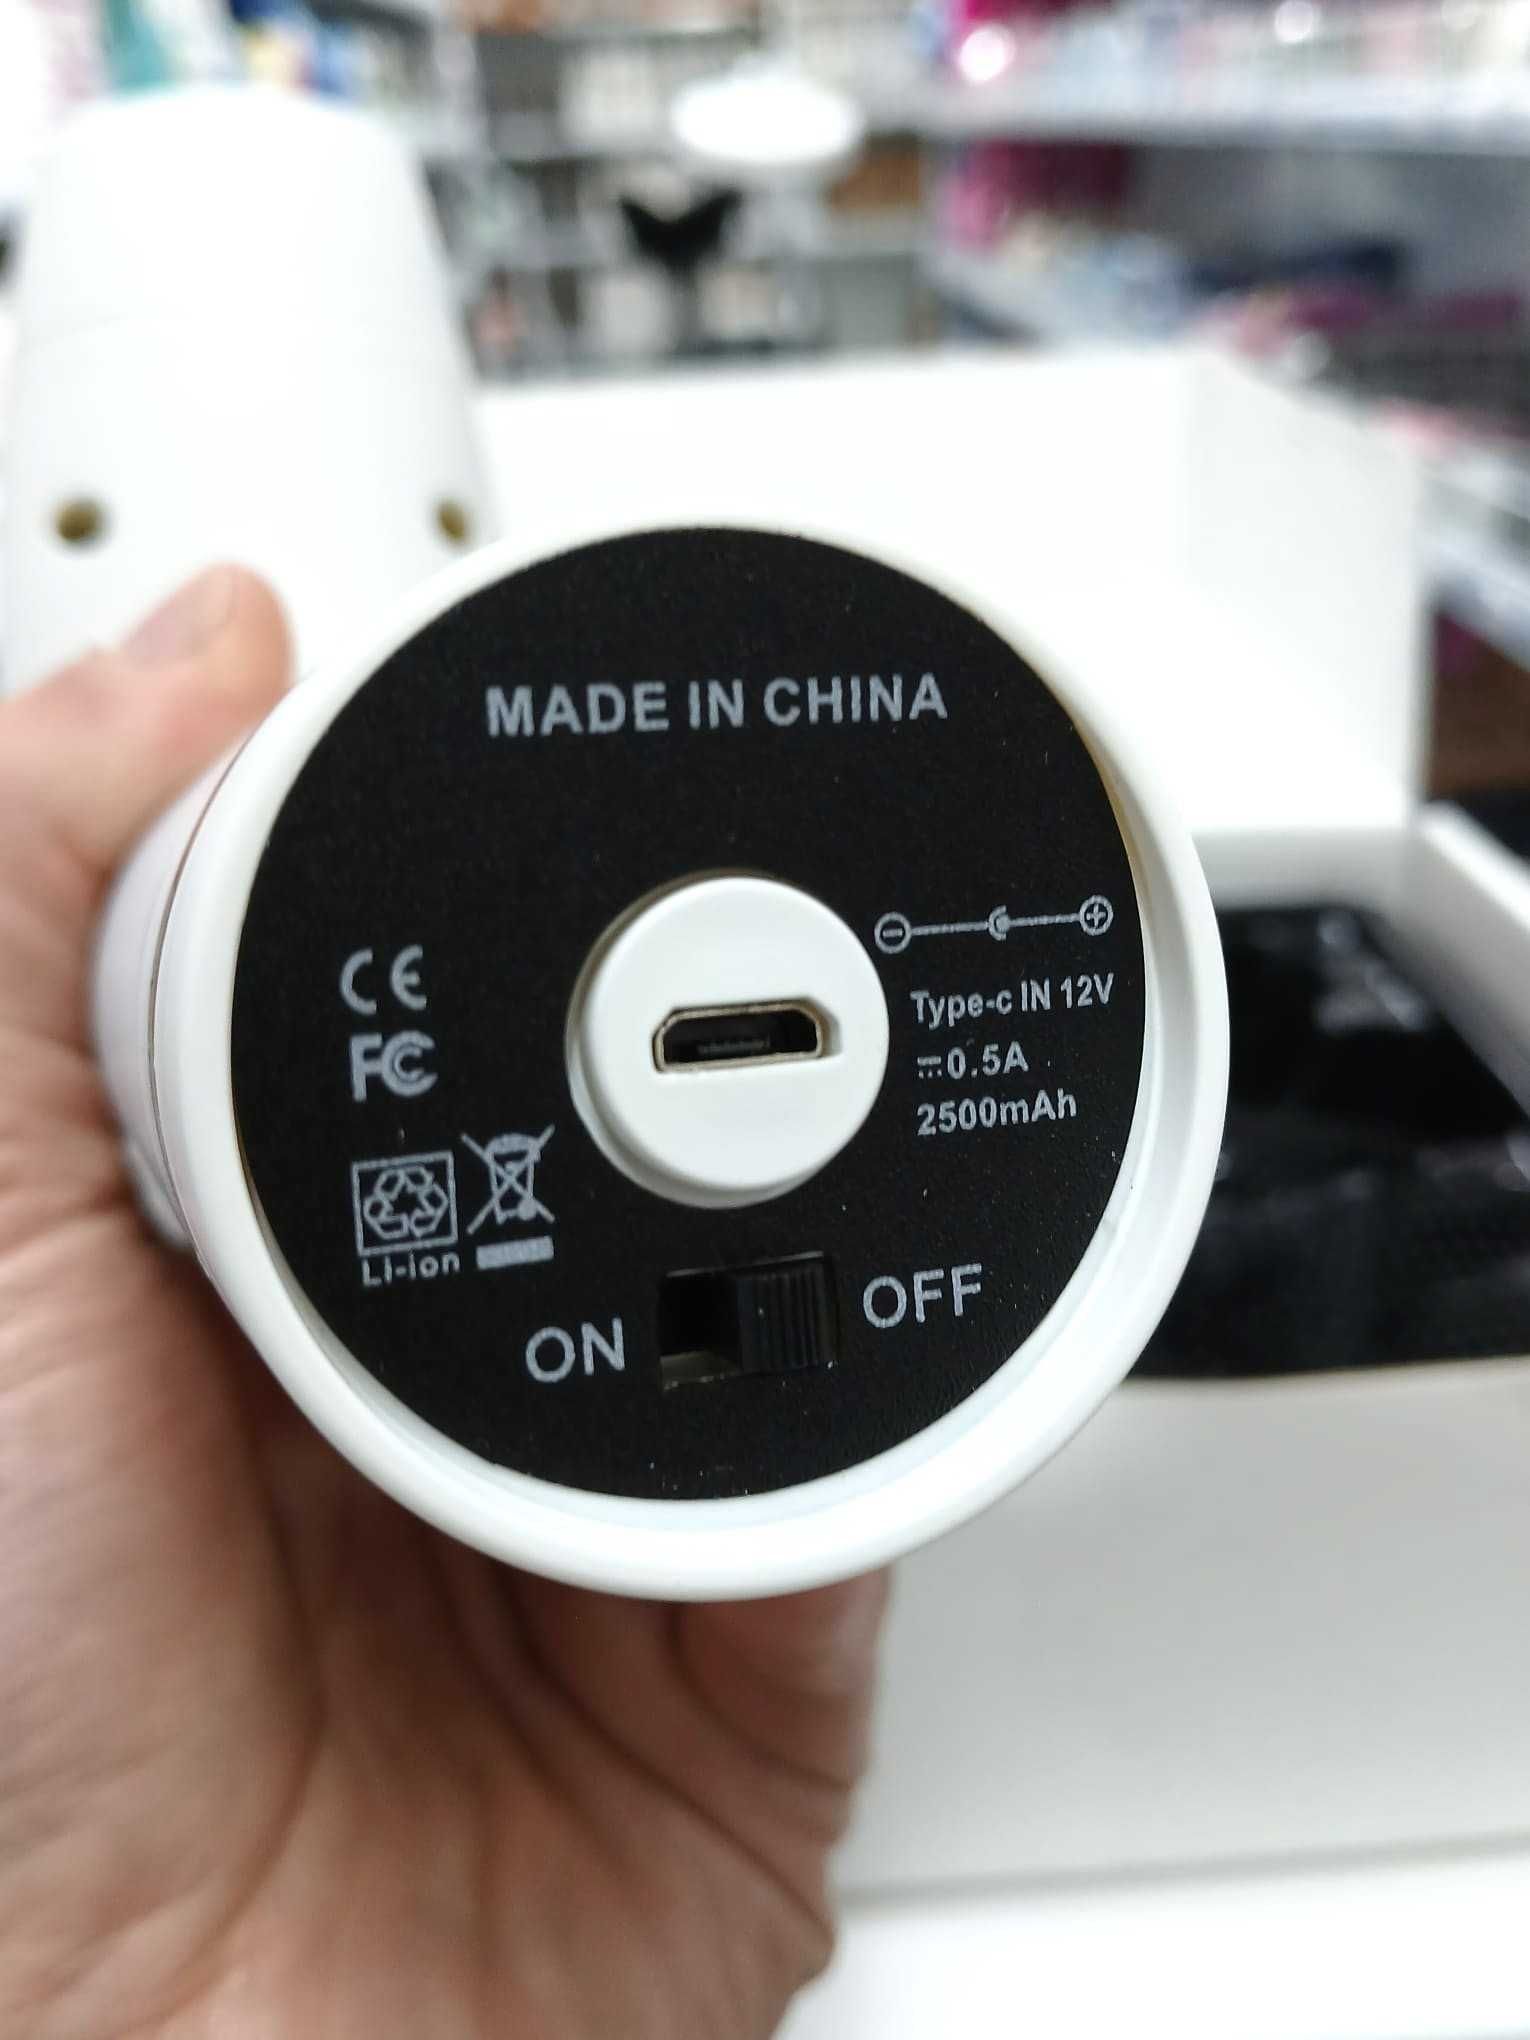 MADE IN CHINA
CE
FC
Type-c IN 12V
⎓0.5A
2500mAh
Li-ion
ON
OFF